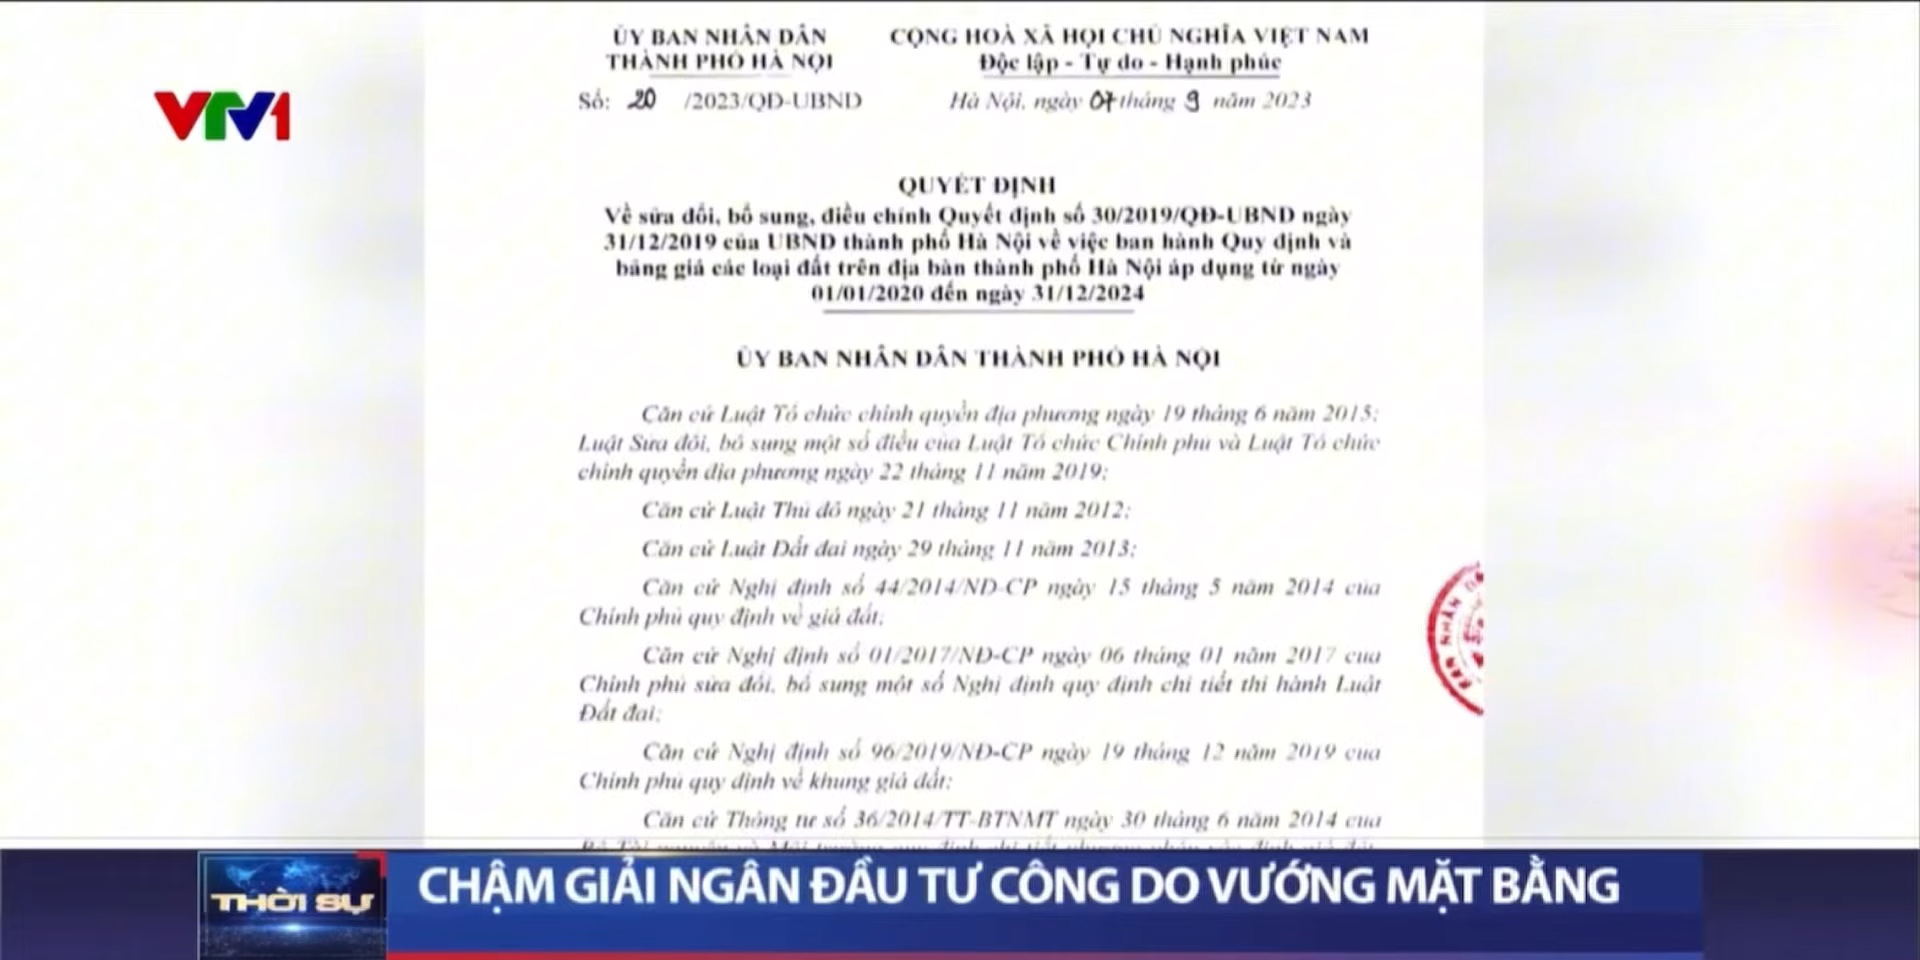 ỦY BAN NHÂN DÂN
THÀNH PHỐ HÀ NỘI
CỘNG HOÀ XÃ HỘI CHỦ NGHĨA VIỆT NAM
Độc lập - Tự do - Hạnh phúc
Số: 20 /2023/QĐ-UBND
Hà Nội, ngày 07 tháng 9 năm 2023
VTV1
QUYẾT ĐỊNH
Về sửa đổi, bổ sung, điều chỉnh Quyết định số 30/2019/QĐ-UBND ngày
31/12/2019 của UBND thành phố Hà Nội về việc ban hành Quy định và
bảng giá các loại đất trên địa bàn thành phố Hà Nội áp dụng từ ngày
01/01/2020 đến ngày 31/12/2024
ỦY BAN NHÂN DÂN THÀNH PHỐ HÀ NỘI
Căn cứ Luật Tổ chức chính quyền địa phương ngày 19 tháng 6 năm 2015;
Luật Sửa đổi, bổ sung một số điều của Luật Tổ chức Chính phủ và Luật Tổ chức
chính quyền địa phương ngày 22 tháng 11 năm 2019;
Căn cứ Luật Thủ đô ngày 21 tháng 11 năm 2012;
Căn cứ Luật Đất đai ngày 29 tháng 11 năm 2013;
Căn cứ Nghị định số 44/2014/NĐ-CP ngày 15 tháng 5 năm 2014 của
Chính phủ quy định về giá đất;
Căn cứ Nghị định số 01/2017/NĐ-CP ngày 06 tháng 01 năm 2017 của
Chính phủ sửa đổi, bổ sung một số Nghị định quy định chi tiết thi hành Luật
Đất đai;
Căn cứ Nghị định số 96/2019/NĐ-CP ngày 19 tháng 12 năm 2019 của
Chính phủ quy định về khung giá đất;
Căn cứ Thông tư số 36/2014/TT-BTNMT ngày 30 tháng 6 năm 2014 của
BAN NHÂN
THỜI SỰ
CHẬM GIẢI NGÂN ĐẦU TƯ CÔNG DO VƯỚNG MẶT BẰNG